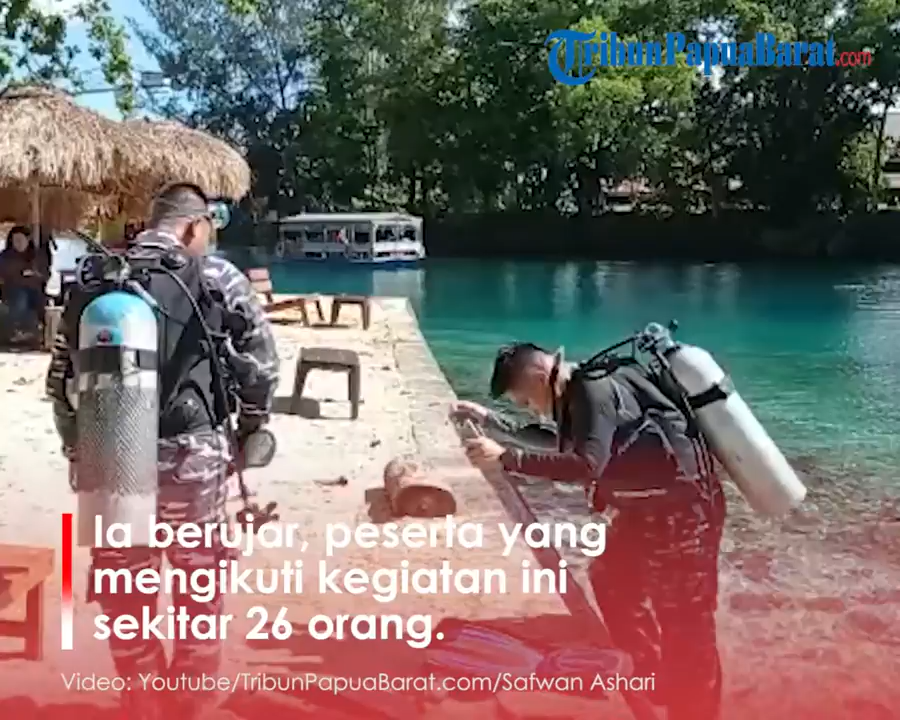 TribunPapuaBarat.com
Ia berujar, peserta yang
mengikuti kegiatan ini
sekitar 26 orang.
Video: Youtube/TribunPapuaBarat.com/Safwan Ashari